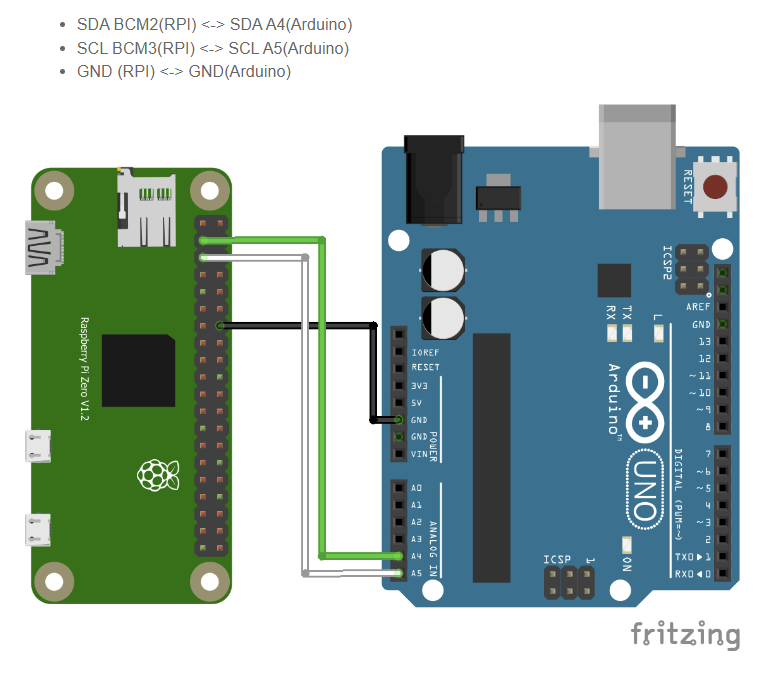 SDA BCM2(RPI) <-> SDA A4(Arduino)
SCL BCM3(RPI) <-> SCL A5(Arduino)
GND (RPI) <-> GND(Arduino)
Raspberry Pi Zero V1.2
RESET
ICSP2
AREF
GND
13
12
~11
~10
~9
8
7
~6
~5
4
~3
2
TX0▶1
RX0◀0
DIGITAL (PWM=~)
RX
TX
L
Arduino™
UNO
ON
ICSP
1
IOREF
RESET
3V3
5V
GND
GND
VIN
POWER
A0
A1
A2
A3
A4
A5
ANALOG IN
fritzing